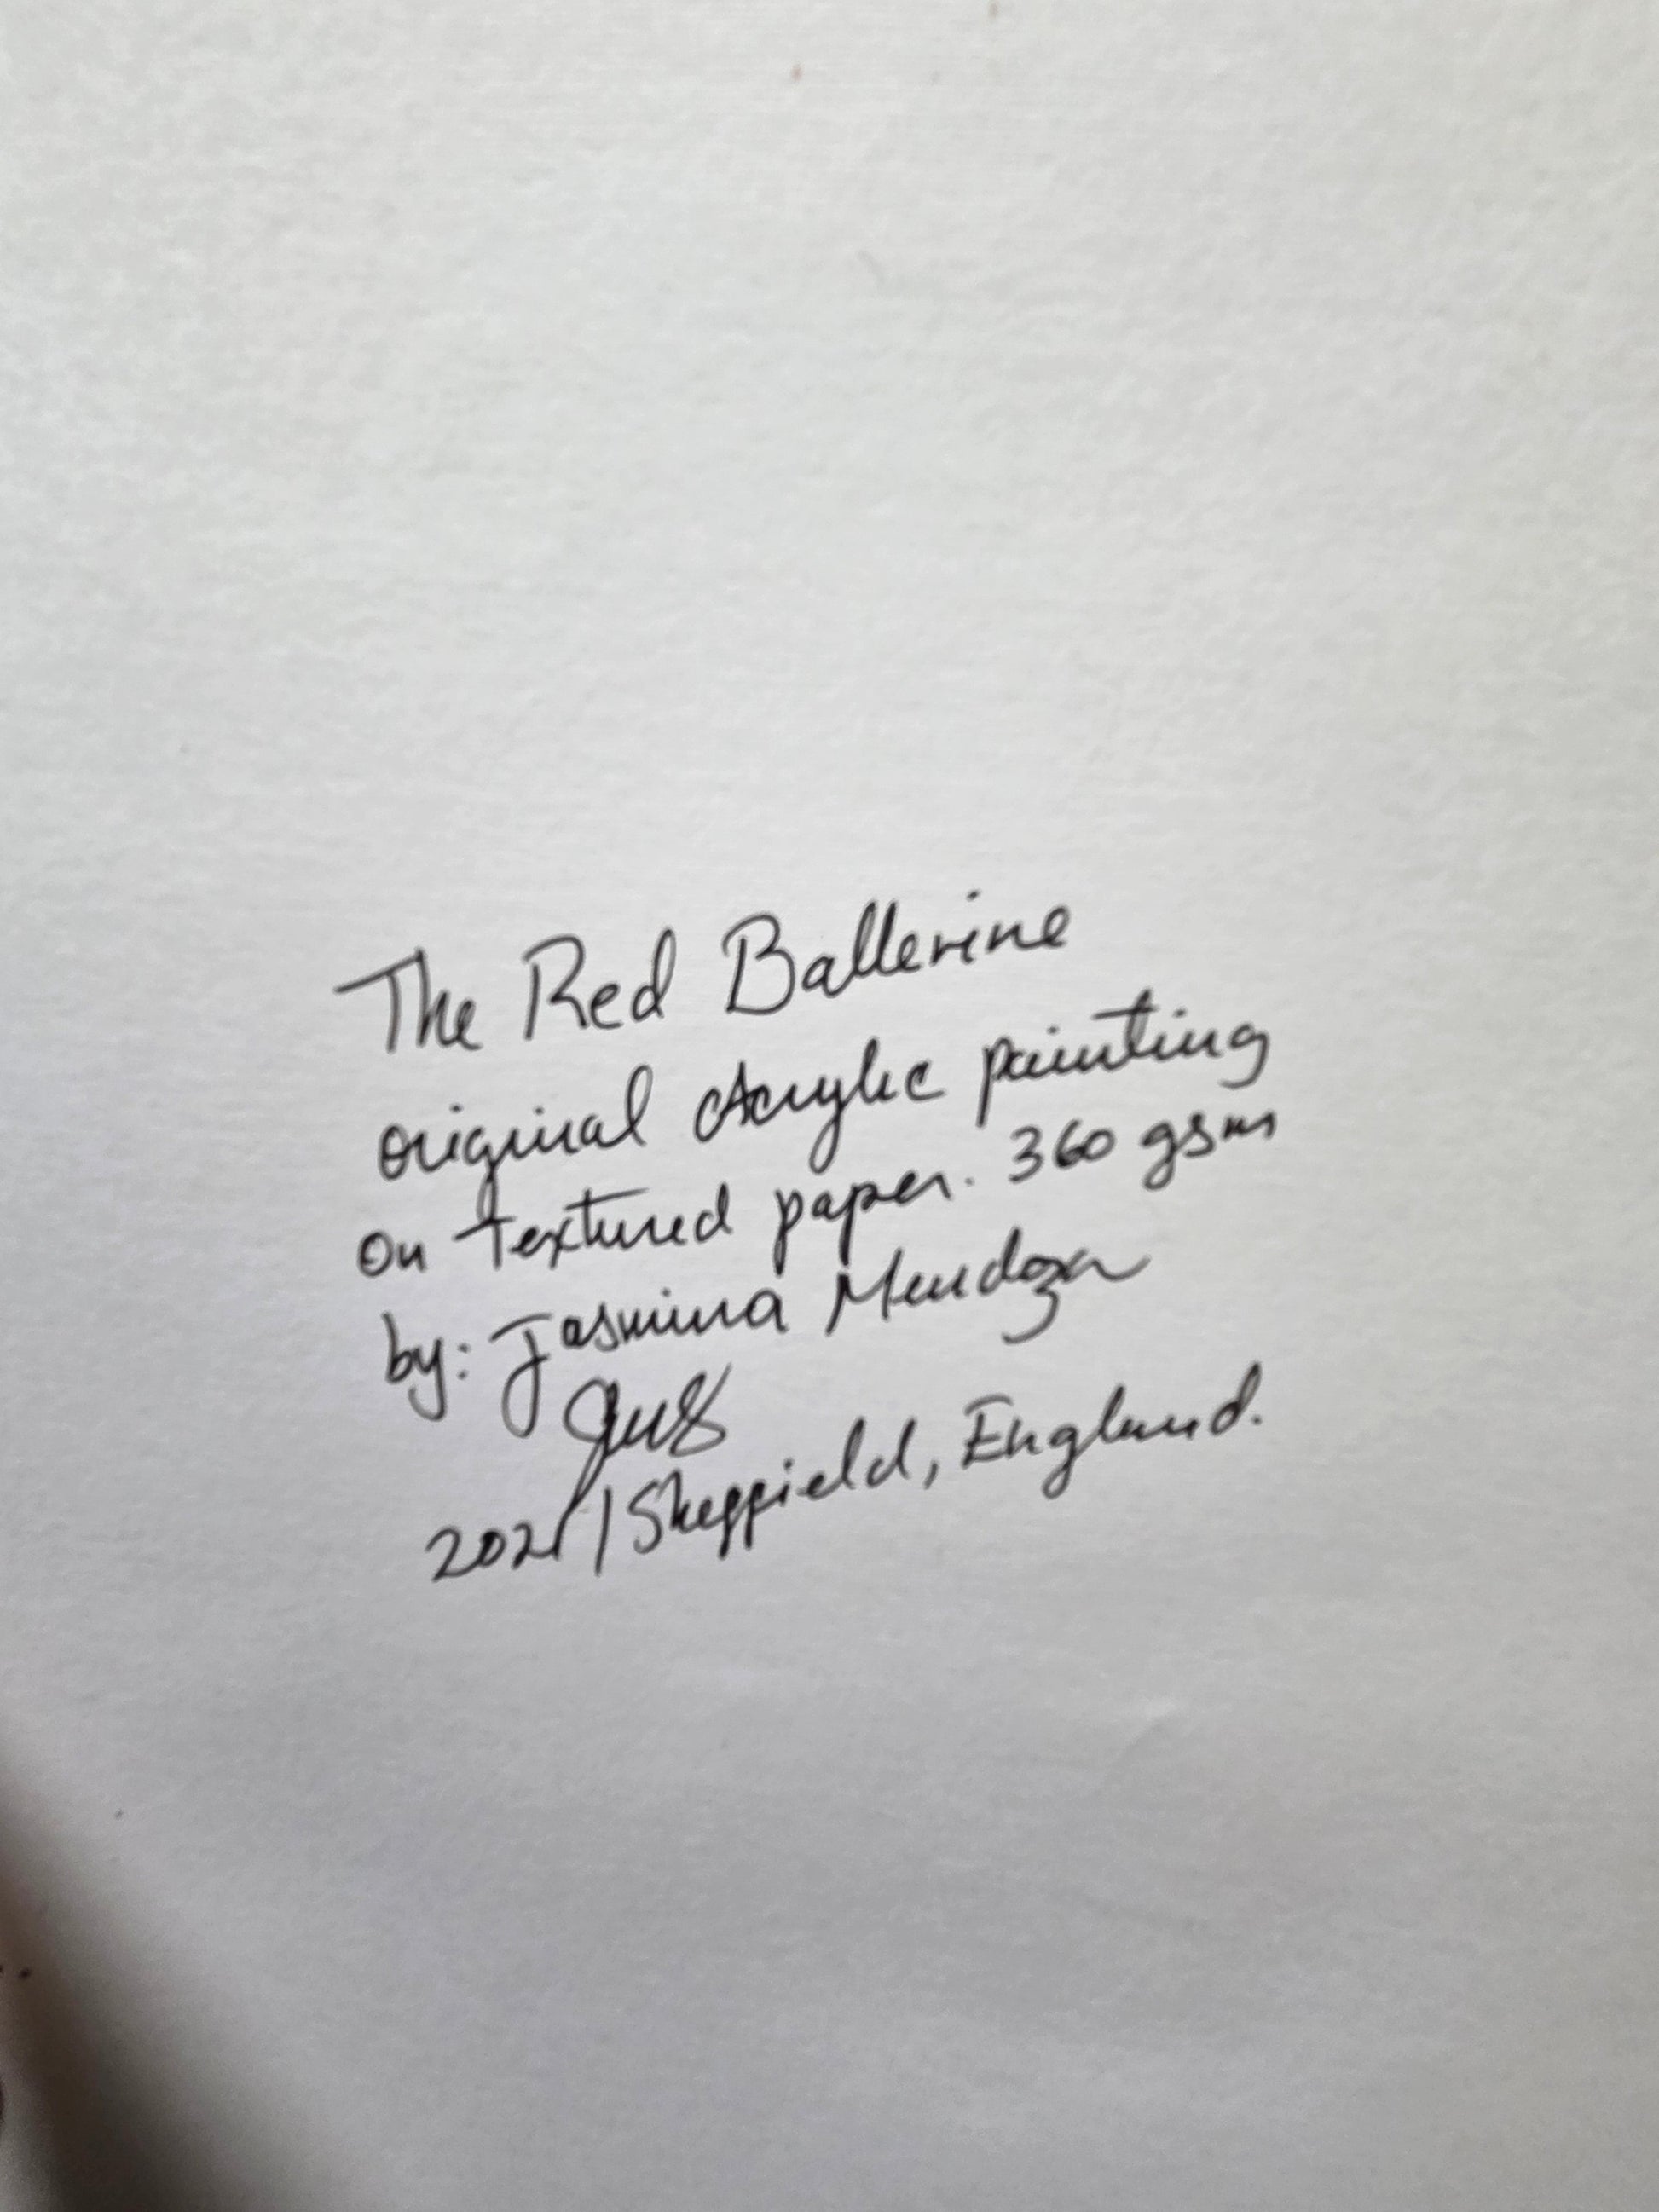 The Red Ballerine
original Acrylic painting
on textured paper. 360 gsm
by: Jasmina Mendoza
2021 | Sheffield, England.